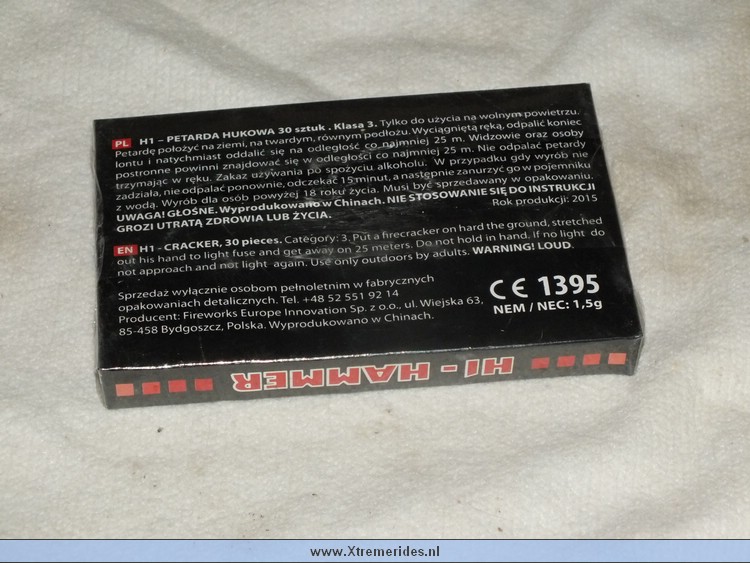 PL H1 – PETARDA HUKOWA 30 sztuk . Klasa 3. Tylko do użycia na wolnym powietrzu.
Petardę położyć na ziemi, na twardym, równym podłożu. Wyciągniętą ręką, odpalić koniec
lontu i natychmiast oddalić się na odległość co najmniej 25 m. Widzowie oraz osoby
postronne powinni znajdować się w odległości co najmniej 25 m. Nie odpalać petardy
trzymając w ręku. Zakaz używania po spożyciu alkoholu. W przypadku gdy wyrób nie
zadziała, nie odpalać ponownie, odczekać 15 minut, a następnie zanurzyć go w pojemniku
z wodą. Wyrób dla osób powyżej 18 roku życia. Musi być sprzedawany w opakowaniu.
UWAGA! GŁOŚNE. Wyprodukowano w Chinach. NIE STOSOWANIE SIĘ DO INSTRUKCJI
GROZI UTRATĄ ZDROWIA LUB ŻYCIA. Rok produkcji: 2015
EN H1 - CRACKER, 30 pieces. Category: 3. Put a firecracker on hard the ground, stretched
out his hand to light fuse and get away on 25 meters. Do not hold in hand. If no light do
not approach and not light again. Use only outdoors by adults. WARNING! LOUD.
Sprzedaż wyłącznie osobom pełnoletnim w fabrycznych
opakowaniach detalicznych. Tel. +48 52 551 92 14
Producent: Fireworks Europe Innovation Sp. z o.o., ul. Wiejska 63,
85-458 Bydgoszcz, Polska. Wyprodukowano w Chinach.
CE 1395
NEM / NEC: 1,5g
HI - HAMMER
www.Xtremerides.nl